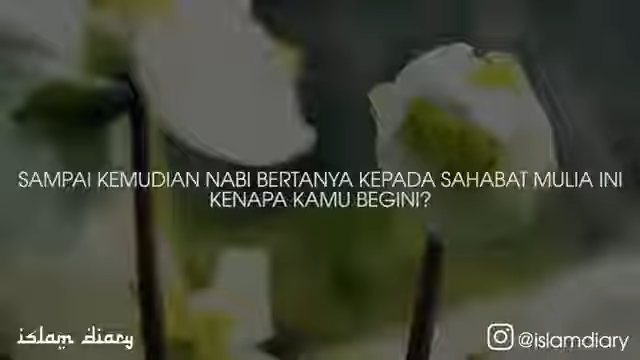 SAMPAI KEMUDIAN NABI BERTANYA KEPADA SAHABAT MULIA INI
KENAPA KAMU BEGINI?
islam diary
@islamdiary